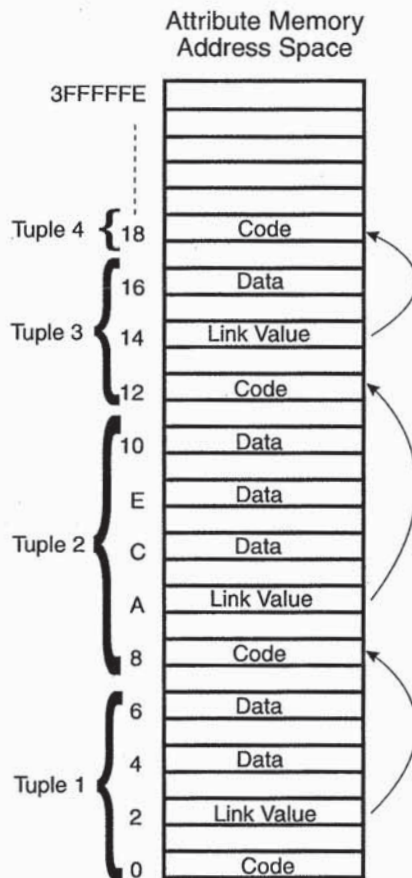 Attribute Memory
Address Space
3FFFFFE
Tuple 4 18 Code
16 Data
Tuple 3 14 Link Value
12 Code
10 Data
E Data
Tuple 2 C Data
A Link Value
8 Code
6 Data
4 Data
Tuple 1
2 Link Value
0 Code